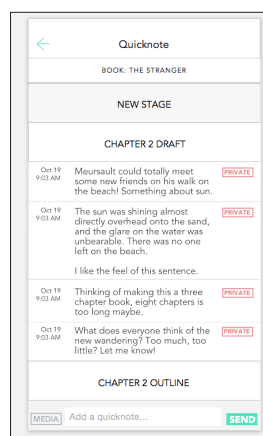 Quicknote
BOOK: THE STRANGER
NEW STAGE
CHAPTER 2 DRAFT
Oct 19
9:03 AM
Meursault could totally meet
some new friends on his walk on
the beach! Something about sun.
PRIVATE
Oct 19
9:03 AM
The sun was shining almost
directly overhead onto the sand,
and the glare on the water was
unbearable. There was no one
left on the beach.
I like the feel of this sentence.
PRIVATE
Oct 19
9:03 AM
Thinking of making this a three
chapter book, eight chapters is
too long maybe.
PRIVATE
Oct 19
9:03 AM
What does everyone think of the
new wandering? Too much, too
little? Let me know!
PRIVATE
CHAPTER 2 OUTLINE
MEDIA
Add a quicknote...
SEND